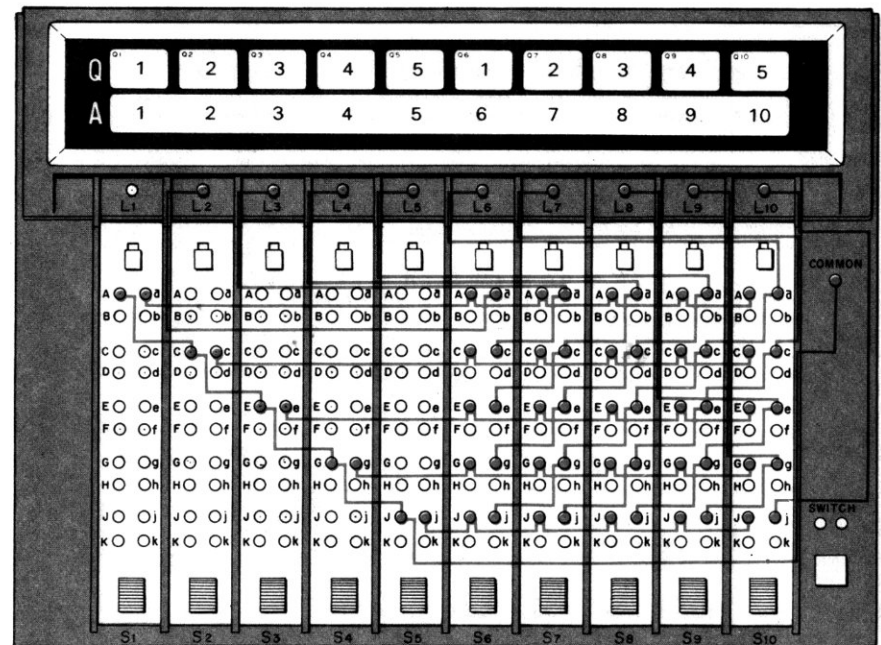 Q1 Q2 Q3 Q4 Q5 Q6 Q7 Q8 Q9 Q10
Q 1 2 3 4 5 1 2 3 4 5
A 1 2 3 4 5 6 7 8 9 10
L1 L2 L3 L4 L5 L6 L7 L8 L9 L10
COMMON
A a A a A a A a A a A a A a A a A a A a
B b B b B b B b B b B b B b B b B b B b
C c C c C c C c C c C c C c C c C c C c
D d D d D d D d D d D d D d D d D d D d
E e E e E e E e E e E e E e E e E e E e
F f F f F f F f F f F f F f F f F f F f
G g G g G g G g G g G g G g G g G g G g
H h H h H h H h H h H h H h H h H h H h
J j J j J j J j J j J j J j J j J j J j
SWITCH
K k K k K k K k K k K k K k K k K k K k
S1 S2 S3 S4 S5 S6 S7 S8 S9 S10